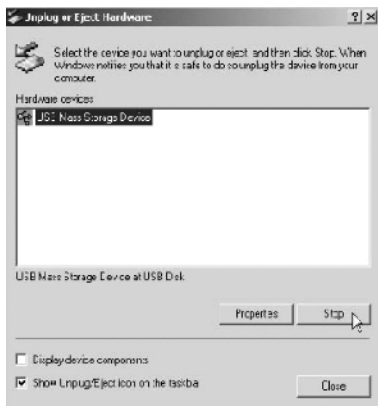 Unplug or Eject Hardware
Select the device you want to unplug or eject, and then click Stop. When
Windows notifies you that it is safe to do so unplug the device from your
computer.
Hardware devices:
USB Mass Storage Device
USB Mass Storage Device at USB Disk
Properties
Stop
Display device components
Show Unplug/Eject icon on the taskbar
Close